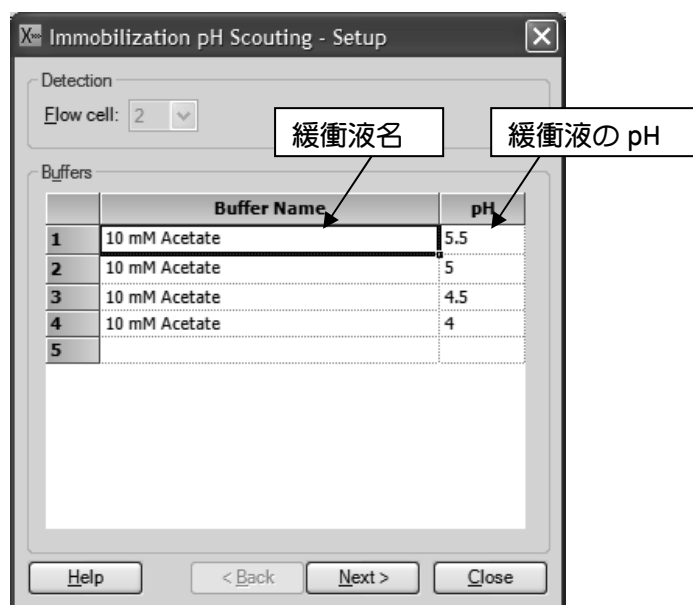 Immobilization pH Scouting - Setup
Detection
Flow cell: 2
緩衝液名
緩衝液の pH
Buffers
Buffer Name pH
1 10 mM Acetate 5.5
2 10 mM Acetate 5
3 10 mM Acetate 4.5
4 10 mM Acetate 4
5
Help < Back Next > Close